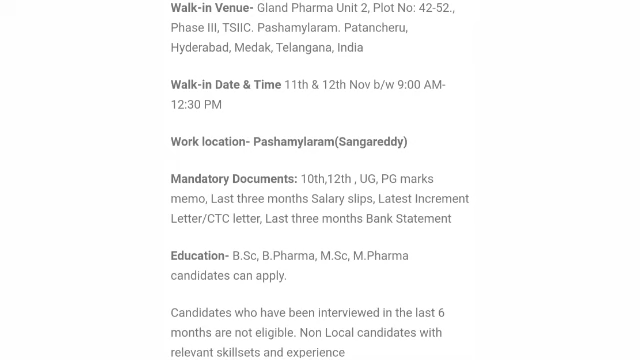 Walk-in Venue- Gland Pharma Unit 2, Plot No: 42-52.,
Phase III, TSIIC. Pashamylaram. Patancheru,
Hyderabad, Medak, Telangana, India
Walk-in Date & Time 11th & 12th Nov b/w 9:00 AM-
12:30 PM
Work location- Pashamylaram(Sangareddy)
Mandatory Documents: 10th,12th , UG, PG marks
memo, Last three months Salary slips, Latest Increment
Letter/CTC letter, Last three months Bank Statement
Education- B.Sc, B.Pharma, M.Sc, M.Pharma
candidates can apply.
Candidates who have been interviewed in the last 6
months are not eligible. Non Local candidates with
relevant skillsets and experience